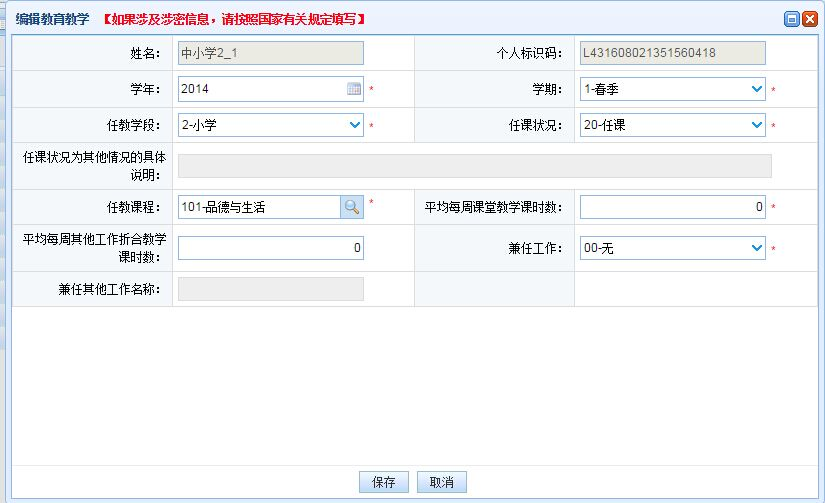 编辑教育教学 【如果涉及涉密信息，请按照国家有关规定填写】
姓名： 中小学2_1 个人标识码： L431608021351560418
学年： 2014 * 学期： 1-春季 *
任教学段： 2-小学 * 任课状况： 20-任课 *
任课状况为其他情况的具体
说明：
任教课程： 101-品德与生活 * 平均每周课堂教学课时数： 0 *
平均每周其他工作折合教学
课时数： 0 兼任工作： 00-无 *
兼任其他工作名称：
保存 取消